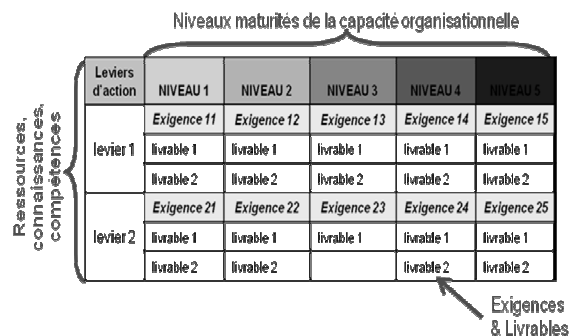 Niveaux maturités de la capacité organisationnelle
Ressources,
connaissances,
compétences
Leviers
d'action
NIVEAU 1
NIVEAU 2
NIVEAU 3
NIVEAU 4
NIVEAU 5
levier 1
Exigence 11
Exigence 12
Exigence 13
Exigence 14
Exigence 15
livrable 1
livrable 1
livrable 1
livrable 1
livrable 1
livrable 2
livrable 2
livrable 2
livrable 2
livrable 2
levier 2
Exigence 21
Exigence 22
Exigence 23
Exigence 24
Exigence 25
livrable 1
livrable 1
livrable 1
livrable 1
livrable 1
livrable 2
livrable 2
livrable 2
livrable 2
Exigences
& Livrables